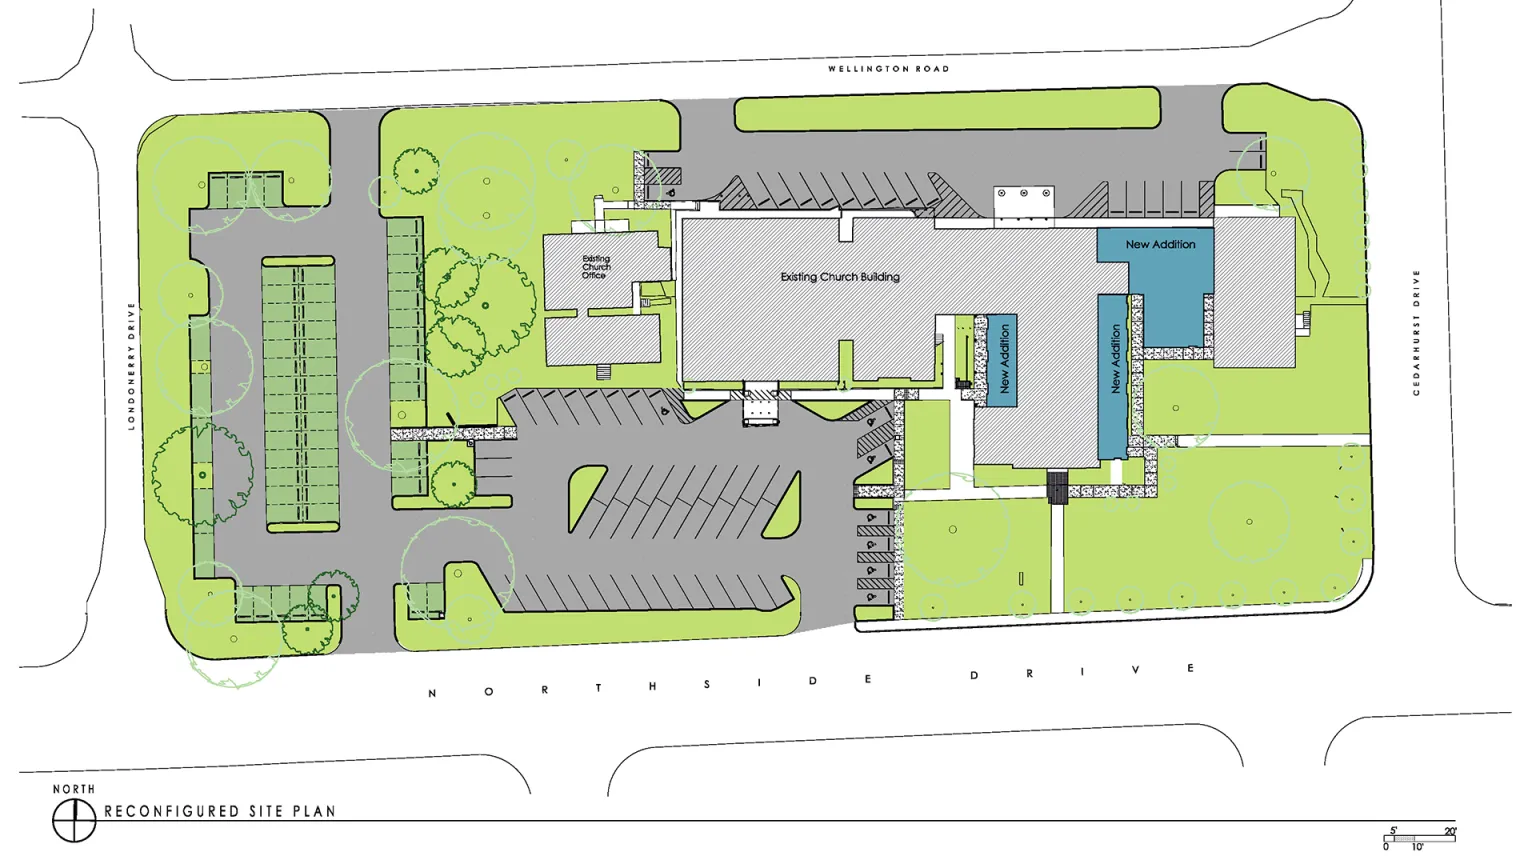 WELLINGTON ROAD
New Addition
Existing
Church
Office
Existing Church Building
LONDONERRY DRIVE
CEDARHURST DRIVE
New Addition
New Addition
NORTHSIDE DRIVE
NORTH
RECONFIGURED SITE PLAN
5' 20'
0 10'